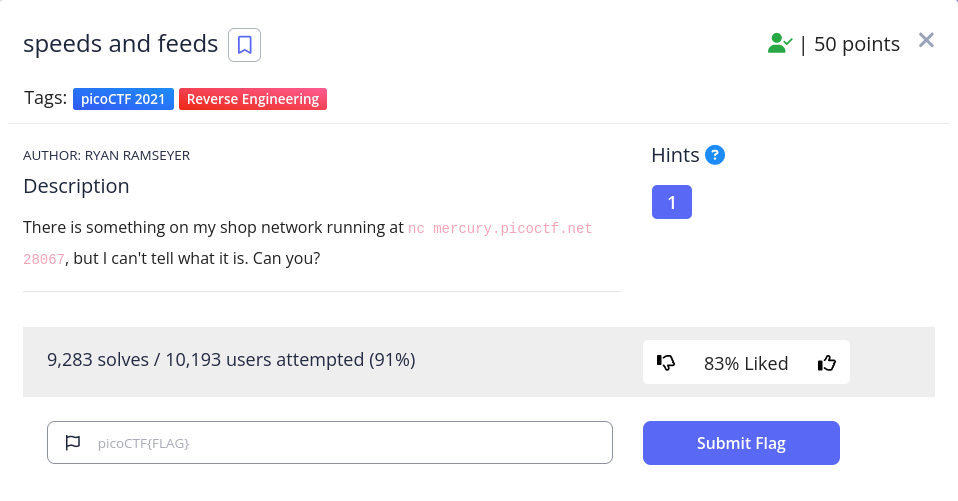 speeds and feeds
| 50 points
Tags: picoCTF 2021 Reverse Engineering
AUTHOR: RYAN RAMSEYER
Description
There is something on my shop network running at nc mercury.picoctf.net
28067, but I can't tell what it is. Can you?
Hints ?
1
9,283 solves / 10,193 users attempted (91%)
83% Liked
picoCTF{FLAG}
Submit Flag